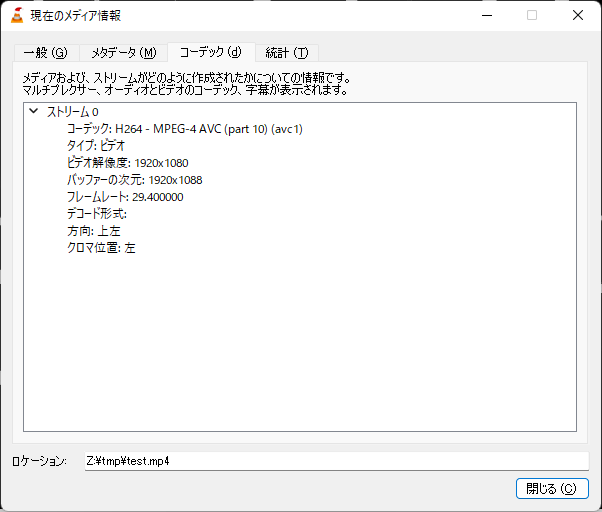 現在のメディア情報
一般 (G) メタデータ (M) コーデック (d) 統計 (T)
メディアおよび、ストリームがどのように作成されたかについての情報です。
マルチプレクサー、オーディオとビデオのコーデック、字幕が表示されます。
ストリーム 0
コーデック: H264 - MPEG-4 AVC (part 10) (avc1)
タイプ: ビデオ
ビデオ解像度: 1920x1080
バッファーの次元: 1920x1088
フレームレート: 29.400000
デコード形式:
方向: 上左
クロマ位置: 左
ロケーション: Z:¥tmp¥test.mp4
閉じる (C)